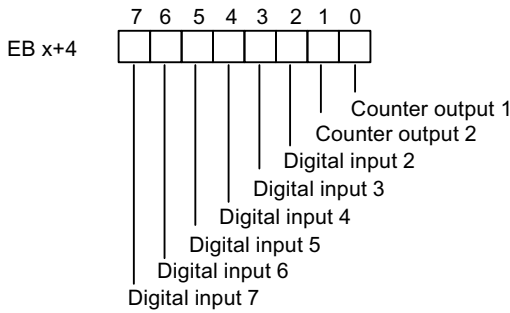 7 6 5 4 3 2 1 0
EB x+4
Counter output 1
Counter output 2
Digital input 2
Digital input 3
Digital input 4
Digital input 5
Digital input 6
Digital input 7